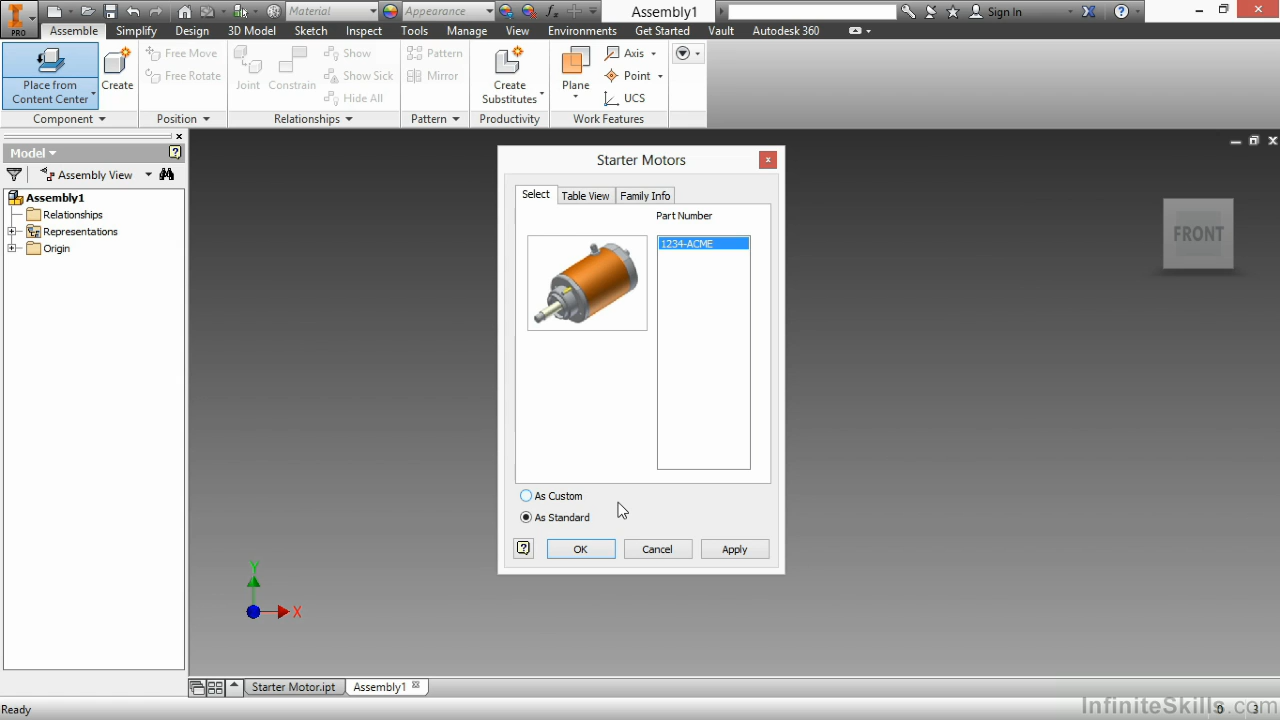 PRO
Material
Appearance
Assembly1
Sign In
Assemble
Simplify
Design
3D Model
Sketch
Inspect
Tools
Manage
View
Environments
Get Started
Vault
Autodesk 360
Place from
Content Center
Create
Free Move
Free Rotate
Joint
Constrain
Show
Show Sick
Hide All
Pattern
Mirror
Create
Substitutes
Plane
Axis
Point
UCS
Component
Position
Relationships
Pattern
Productivity
Work Features
Model
Assembly View
Assembly1
Relationships
Representations
Origin
Starter Motors
Select
Table View
Family Info
Part Number
1234-ACME
As Custom
As Standard
OK
Cancel
Apply
FRONT
Y
X
Starter Motor.ipt
Assembly1
Ready
InfiniteSkills.com